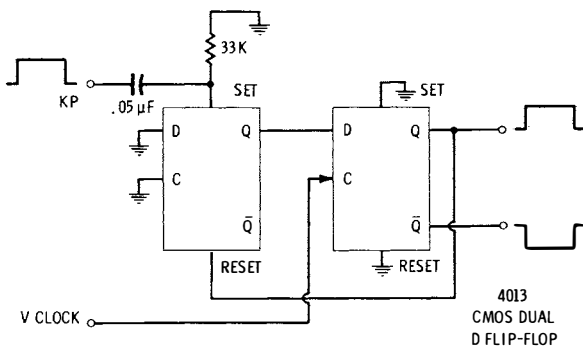 33K
KP
.05 µF
SET
SET
D
Q
D
Q
C
C
Q̄
Q̄
RESET
RESET
V CLOCK
4013
CMOS DUAL
D FLIP-FLOP